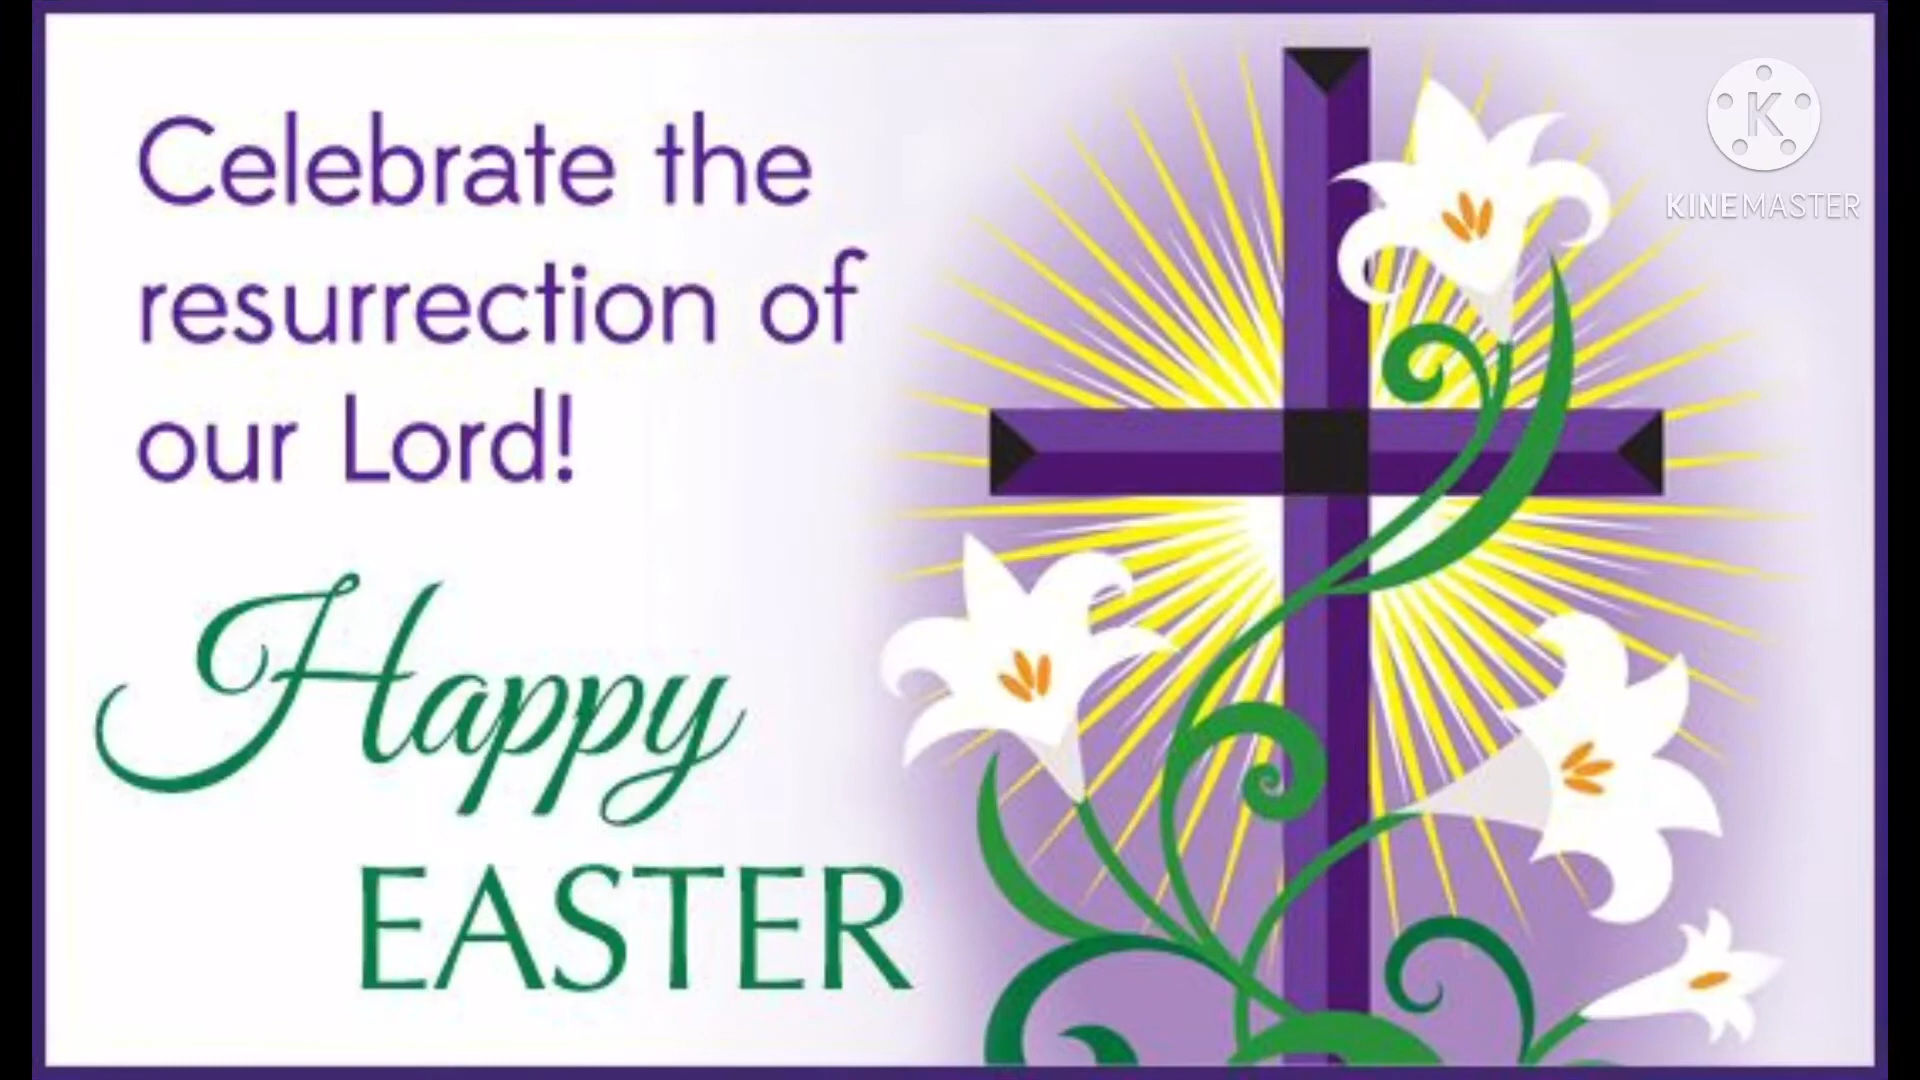 Celebrate the
resurrection of
our Lord!
Happy
EASTER
K
KINEMASTER